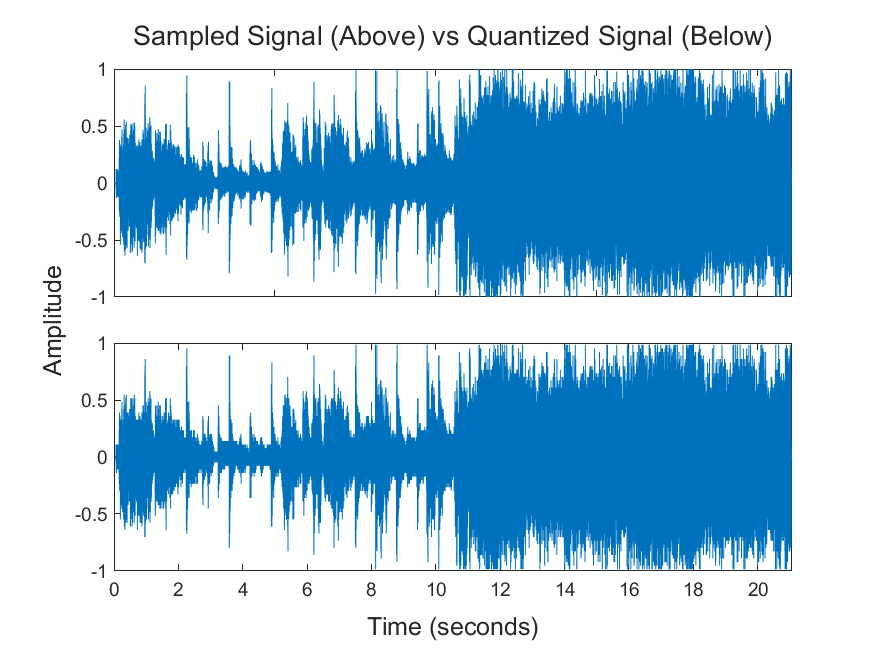 Sampled Signal (Above) vs Quantized Signal (Below)
1
0.5
0
-0.5
-1
Amplitude
1
0.5
0
-0.5
-1
0 2 4 6 8 10 12 14 16 18 20
Time (seconds)